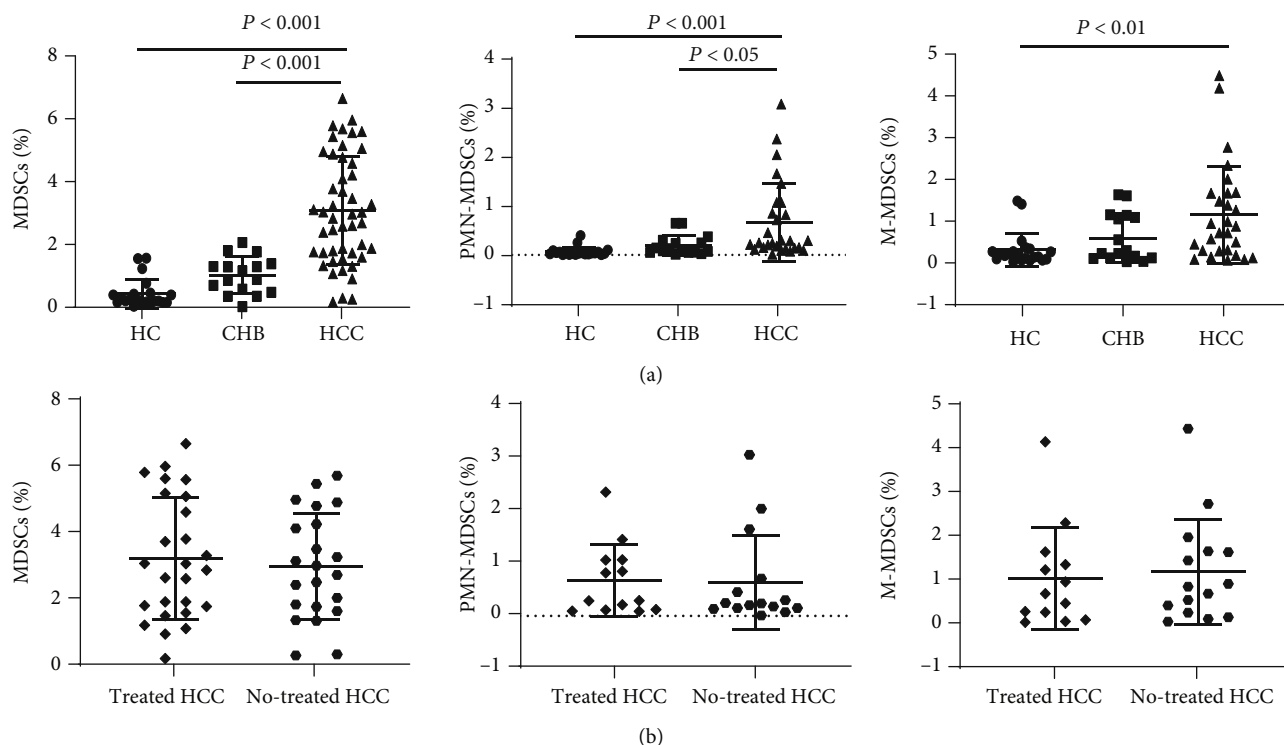 P < 0.001
P < 0.001
MDSCs (%)
8
6
4
2
0
HC CHB HCC
P < 0.001
P < 0.05
PMN-MDSCs (%)
4
3
2
1
0
−1
HC CHB HCC
P < 0.01
M-MDSCs (%)
5
4
3
2
1
0
−1
HC CHB HCC
(a)
MDSCs (%)
8
6
4
2
0
Treated HCC No-treated HCC
PMN-MDSCs (%)
4
3
2
1
0
−1
Treated HCC No-treated HCC
M-MDSCs (%)
5
4
3
2
1
0
−1
Treated HCC No-treated HCC
(b)